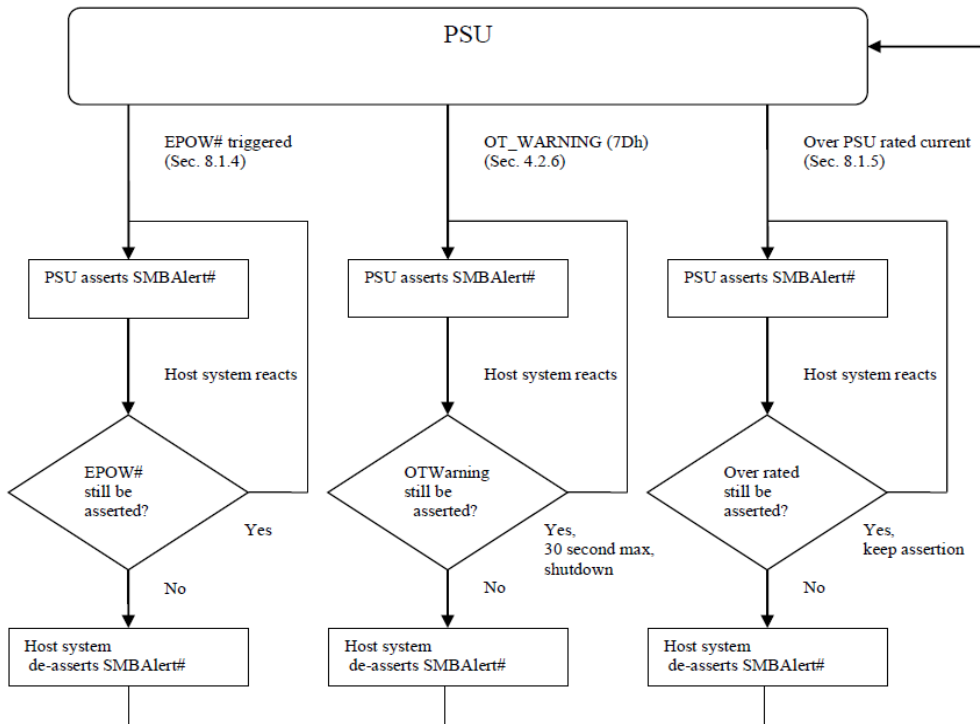 PSU
EPOW# triggered
(Sec. 8.1.4)
OT_WARNING (7Dh)
(Sec. 4.2.6)
Over PSU rated current
(Sec. 8.1.5)
PSU asserts SMBAlert#
PSU asserts SMBAlert#
PSU asserts SMBAlert#
Host system reacts
Host system reacts
Host system reacts
EPOW#
still be
asserted?
Yes
OTWarning
still be
asserted?
Yes,
30 second max,
shutdown
Over rated
still be
asserted?
Yes,
keep assertion
No
No
No
Host system
de-asserts SMBAlert#
Host system
de-asserts SMBAlert#
Host system
de-asserts SMBAlert#